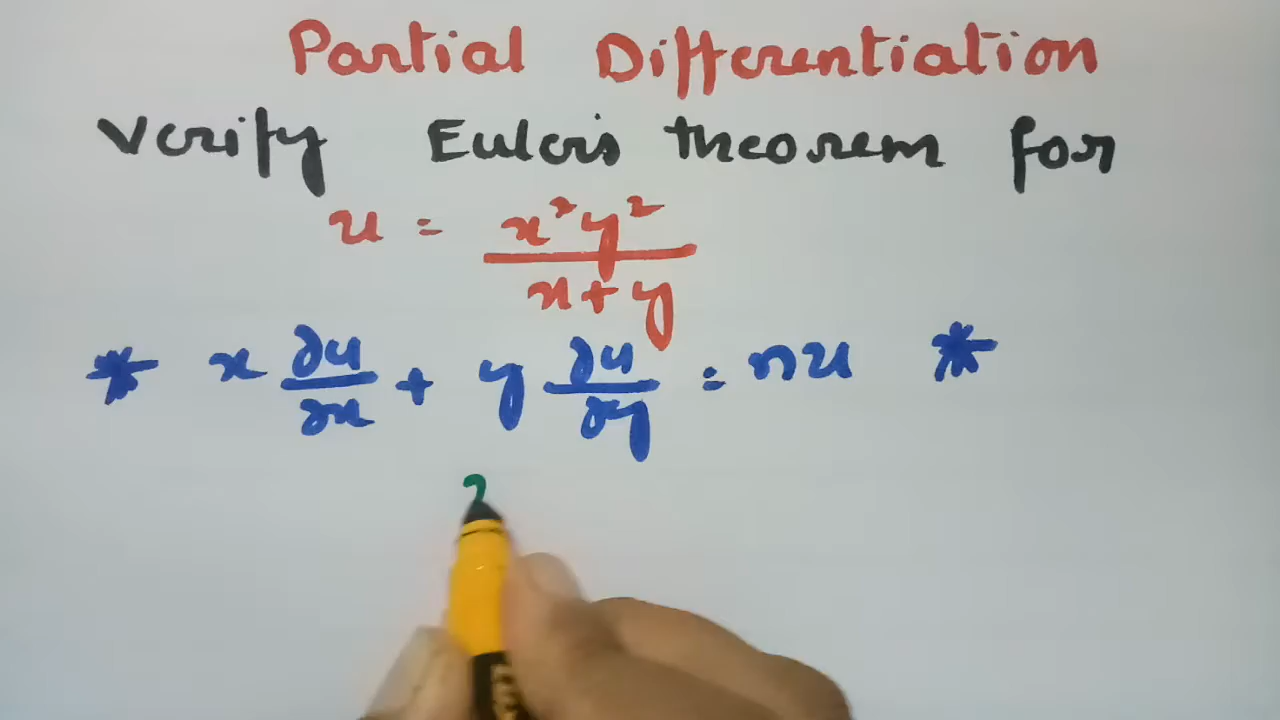 Partial Differentiation
Verify Euler's theorem for
u = x²y² / x+y
* x ∂u/∂x + y ∂u/∂y = nu *